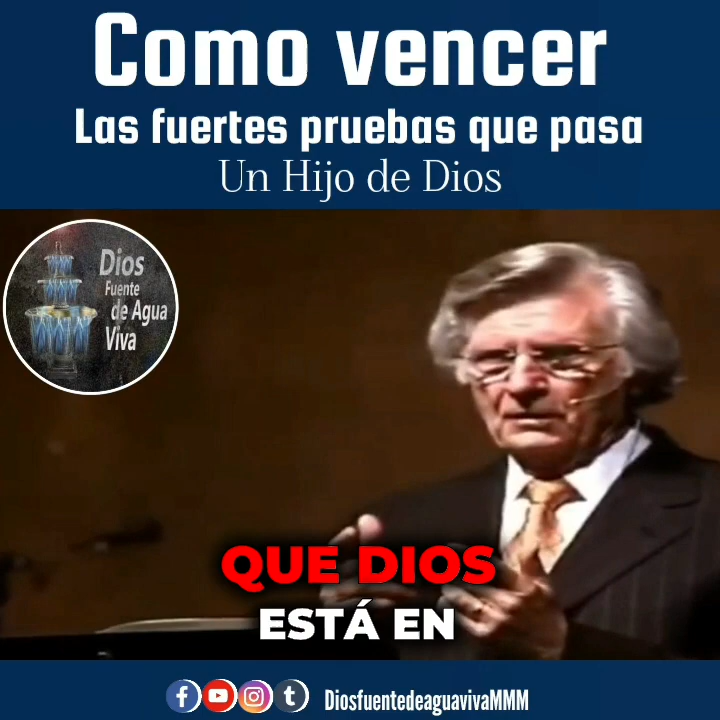 Como vencer
Las fuertes pruebas que pasa
Un Hijo de Dios
Dios
Fuente
de Agua
Viva
QUE DIOS
ESTÁ EN
DiosfuentedeaguavivaMMM